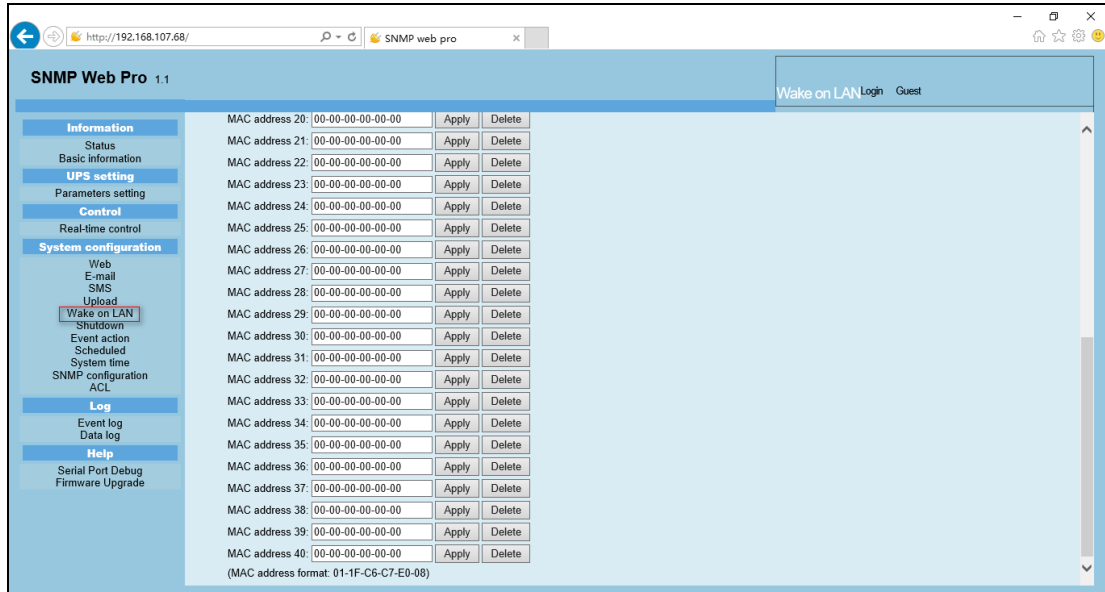 http://192.168.107.68/
SNMP web pro
SNMP Web Pro 1.1
Wake on LAN Login Guest
Information
Status
Basic information
UPS setting
Parameters setting
Control
Real-time control
System configuration
Web
E-mail
SMS
Upload
Wake on LAN
Shutdown
Event action
Scheduled
System time
SNMP configuration
ACL
Log
Event log
Data log
Help
Serial Port Debug
Firmware Upgrade
MAC address 20: 00-00-00-00-00-00 Apply Delete
MAC address 21: 00-00-00-00-00-00 Apply Delete
MAC address 22: 00-00-00-00-00-00 Apply Delete
MAC address 23: 00-00-00-00-00-00 Apply Delete
MAC address 24: 00-00-00-00-00-00 Apply Delete
MAC address 25: 00-00-00-00-00-00 Apply Delete
MAC address 26: 00-00-00-00-00-00 Apply Delete
MAC address 27: 00-00-00-00-00-00 Apply Delete
MAC address 28: 00-00-00-00-00-00 Apply Delete
MAC address 29: 00-00-00-00-00-00 Apply Delete
MAC address 30: 00-00-00-00-00-00 Apply Delete
MAC address 31: 00-00-00-00-00-00 Apply Delete
MAC address 32: 00-00-00-00-00-00 Apply Delete
MAC address 33: 00-00-00-00-00-00 Apply Delete
MAC address 34: 00-00-00-00-00-00 Apply Delete
MAC address 35: 00-00-00-00-00-00 Apply Delete
MAC address 36: 00-00-00-00-00-00 Apply Delete
MAC address 37: 00-00-00-00-00-00 Apply Delete
MAC address 38: 00-00-00-00-00-00 Apply Delete
MAC address 39: 00-00-00-00-00-00 Apply Delete
MAC address 40: 00-00-00-00-00-00 Apply Delete
(MAC address format: 01-1F-C6-C7-E0-08)